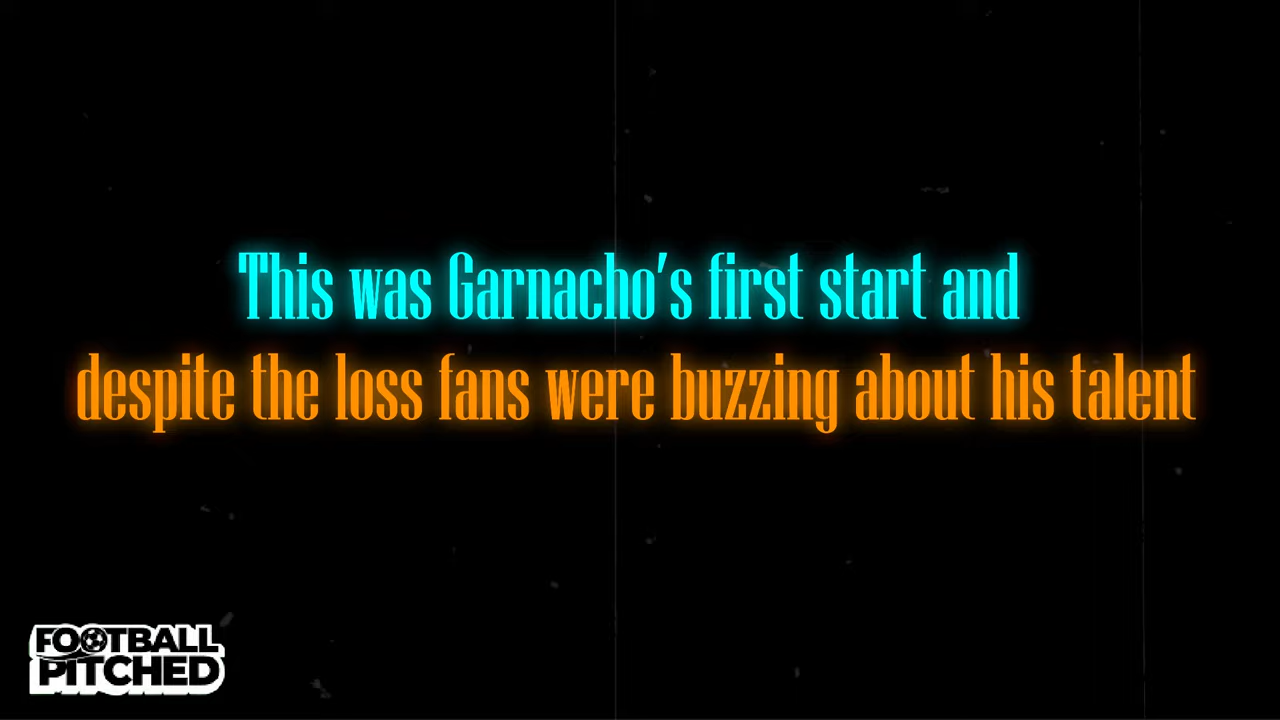 This was Garnacho's first start and
despite the loss fans were buzzing about his talent
FOOTBALL
PITCHED